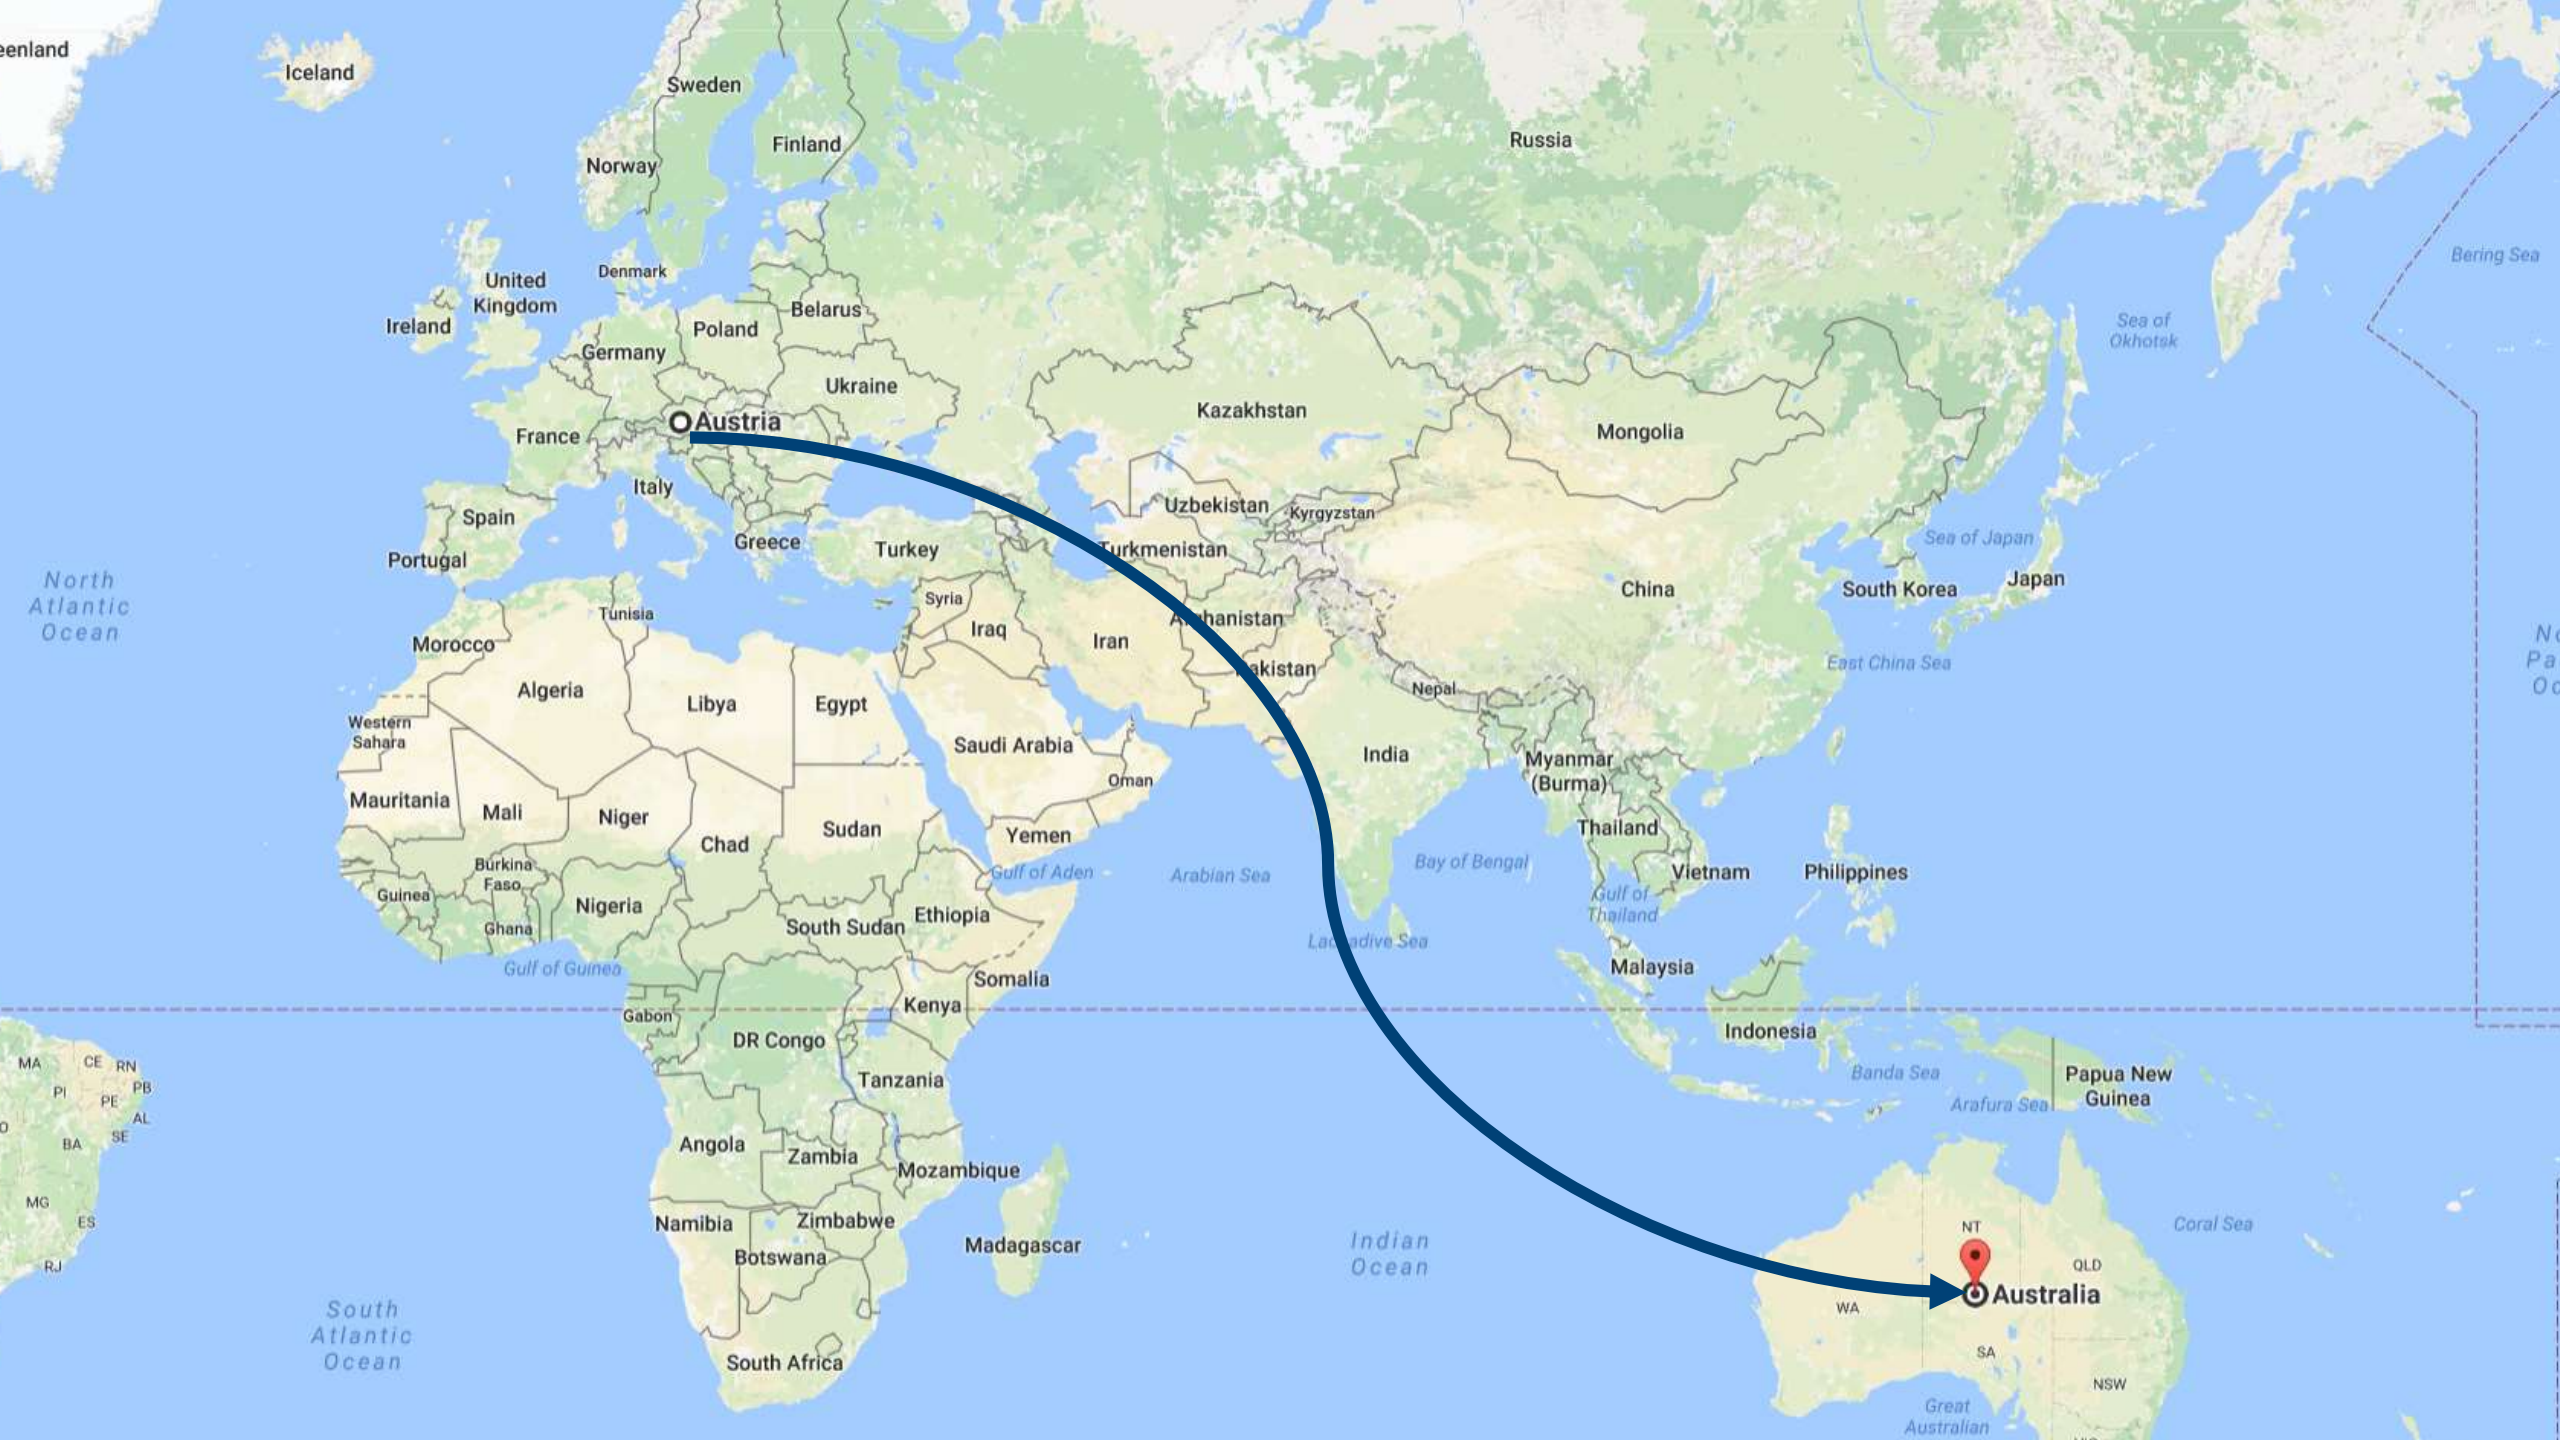 eenland
Iceland
Sweden
Finland
Norway
Russia
United
Kingdom
Denmark
Ireland
Belarus
Poland
Germany
Ukraine
Bering Sea
Sea of
Okhotsk
Austria
France
Kazakhstan
Mongolia
Italy
Spain
Portugal
Greece
Turkey
Uzbekistan
Kyrgyzstan
Turkmenistan
Sea of Japan
China
South Korea
Japan
North
Atlantic
Ocean
Tunisia
Syria
Iraq
Iran
Afghanistan
Morocco
akistan
East China Sea
Nepal
Algeria
Libya
Egypt
Western
Sahara
Saudi Arabia
India
Myanmar
(Burma)
Oman
Mauritania
Mali
Niger
Chad
Sudan
Yemen
Thailand
Burkina
Faso
Gulf of Aden
Arabian Sea
Bay of Bengal
Vietnam
Philippines
Guinea
Nigeria
Ethiopia
Gulf of
Thailand
Ghana
South Sudan
Laccadive Sea
Gulf of Guinea
Somalia
Malaysia
Kenya
Gabon
DR Congo
Indonesia
MA
CE
RN
PI
PE
PB
AL
BA
SE
Tanzania
Banda Sea
Arafura Sea
Papua New
Guinea
Angola
Zambia
Mozambique
MG
ES
RJ
Namibia
Zimbabwe
Botswana
Madagascar
Indian
Ocean
NT
QLD
Coral Sea
Australia
WA
SA
NSW
South
Atlantic
Ocean
South Africa
Great
Australian